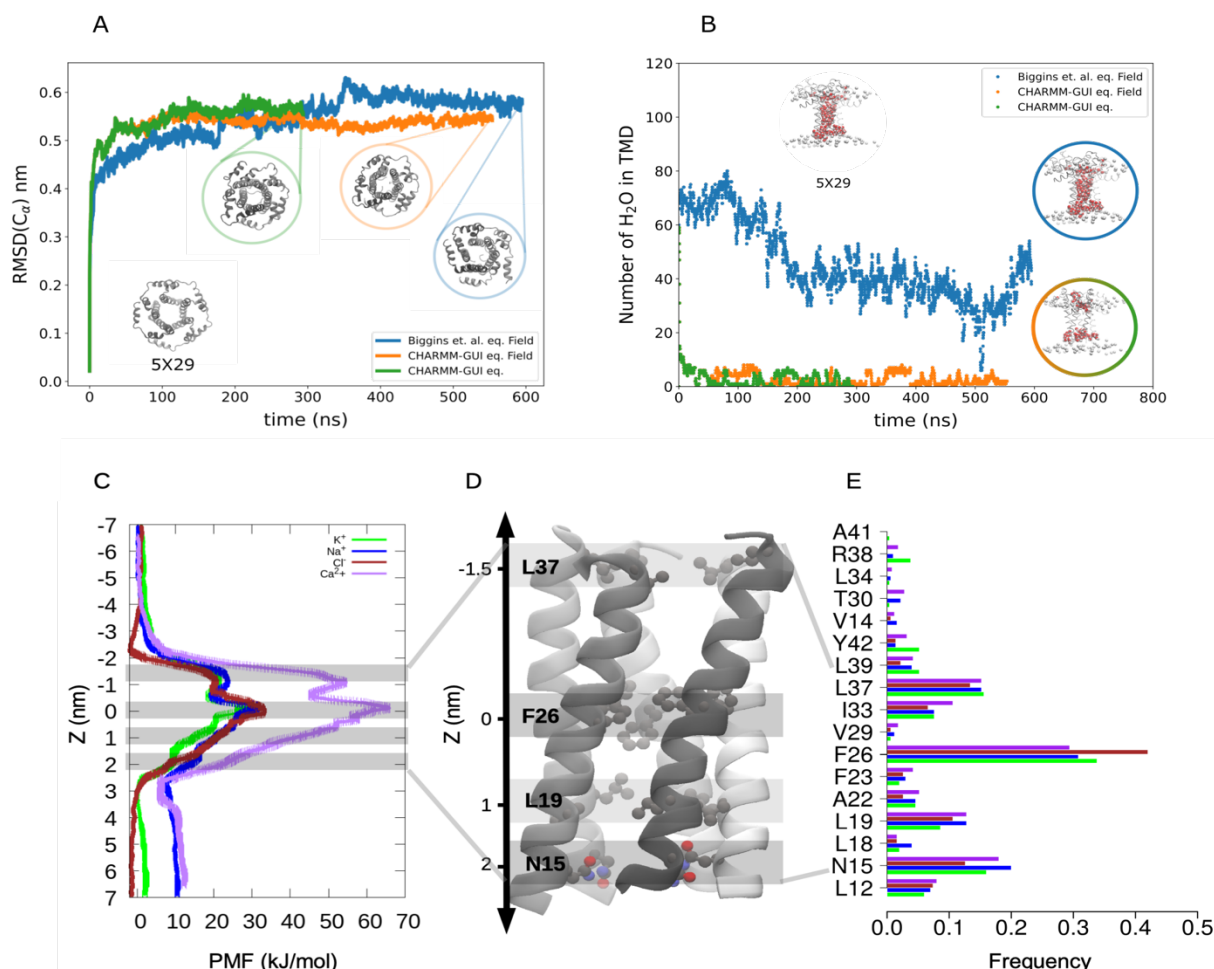 A
B
0.6
0.5
0.4
0.3
0.2
0.1
0.0
RMSD(Cα) nm
5X29
Biggins et. al. eq. Field
CHARMM-GUI eq. Field
CHARMM-GUI eq.
0 100 200 300 400 500 600
time (ns)
120
100
80
60
40
20
0
Number of H2O in TMD
5X29
Biggins et. al. eq. Field
CHARMM-GUI eq. Field
CHARMM-GUI eq.
0 100 200 300 400 500 600 700 800
time (ns)
C
D
E
-7
-6
-5
-4
-3
-2
-1
0
1
2
3
4
5
6
7
Z (nm)
K+
Na+
Cl-
Ca2+
0 10 20 30 40 50 60 70
PMF (kJ/mol)
-1.5
0
1
2
Z (nm)
L37
F26
L19
N15
A41
R38
L34
T30
V14
Y42
L39
L37
I33
V29
F26
F23
A22
L19
L18
N15
L12
0.0 0.1 0.2 0.3 0.4 0.5
Frequency